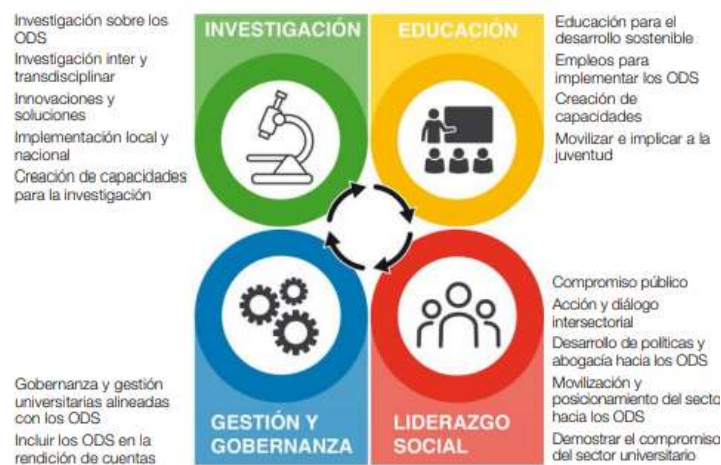 Investigación sobre los
ODS
Investigación inter y
transdisciplinar
Innovaciones y
soluciones
Implementación local y
nacional
Creación de capacidades
para la investigación
INVESTIGACIÓN
EDUCACIÓN
Educación para el
desarrollo sostenible
Empleos para
implementar los ODS
Creación de
capacidades
Movilizar e implicar a la
juventud
Gobernanza y gestión
universitarias alineadas
con los ODS
Incluir los ODS en la
rendición de cuentas
GESTIÓN Y
GOBERNANZA
LIDERAZGO
SOCIAL
Compromiso público
Acción y diálogo
intersectorial
Desarrollo de políticas y
abogacía hacia los ODS
Movilización y
posicionamiento del secto
hacia los ODS
Demostrar el compromiso
del sector universitario